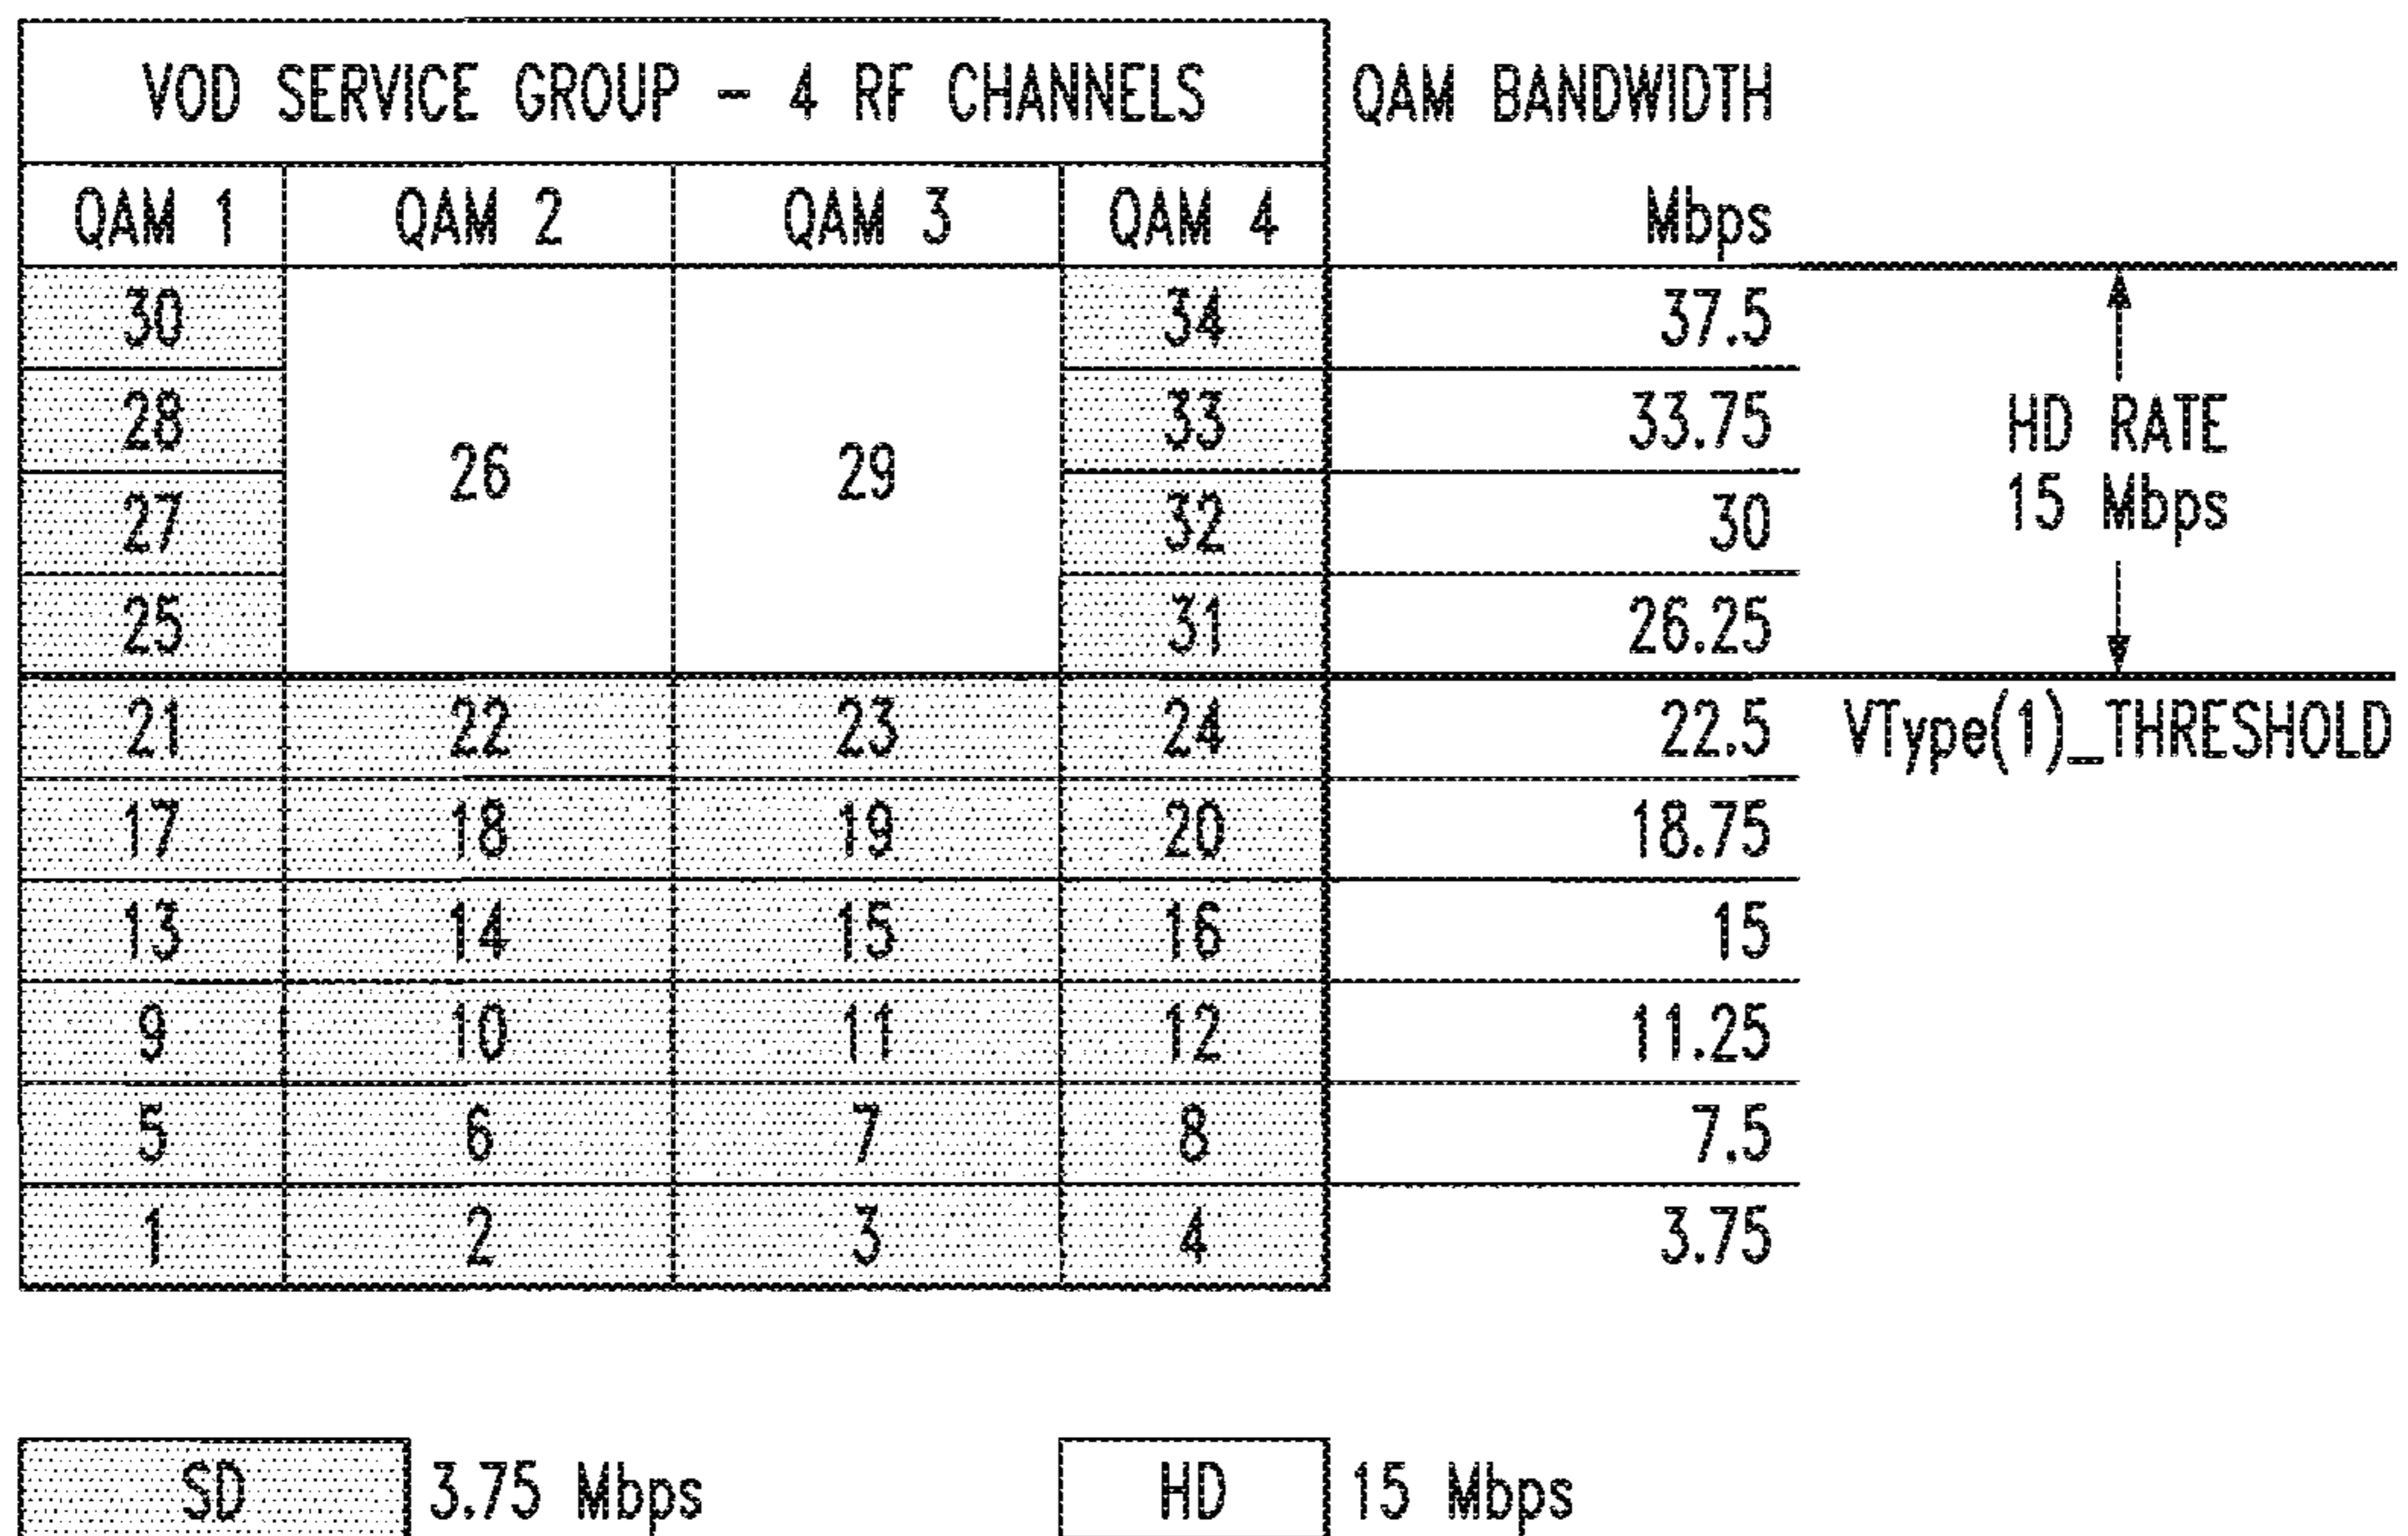 VOD SERVICE GROUP - 4 RF CHANNELS QAM BANDWIDTH
QAM 1 QAM 2 QAM 3 QAM 4 Mbps
30 34 37.5
28 33 33.75 HD RATE
26 29
27 32 30 15 Mbps
25 31 26.25
21 22 23 24 22.5 VType(1)_THRESHOLD
17 18 19 20 18.75
13 14 15 16 15
9 10 11 12 11.25
5 6 7 8 7.5
1 2 3 4 3.75
SD 3.75 Mbps HD 15 Mbps